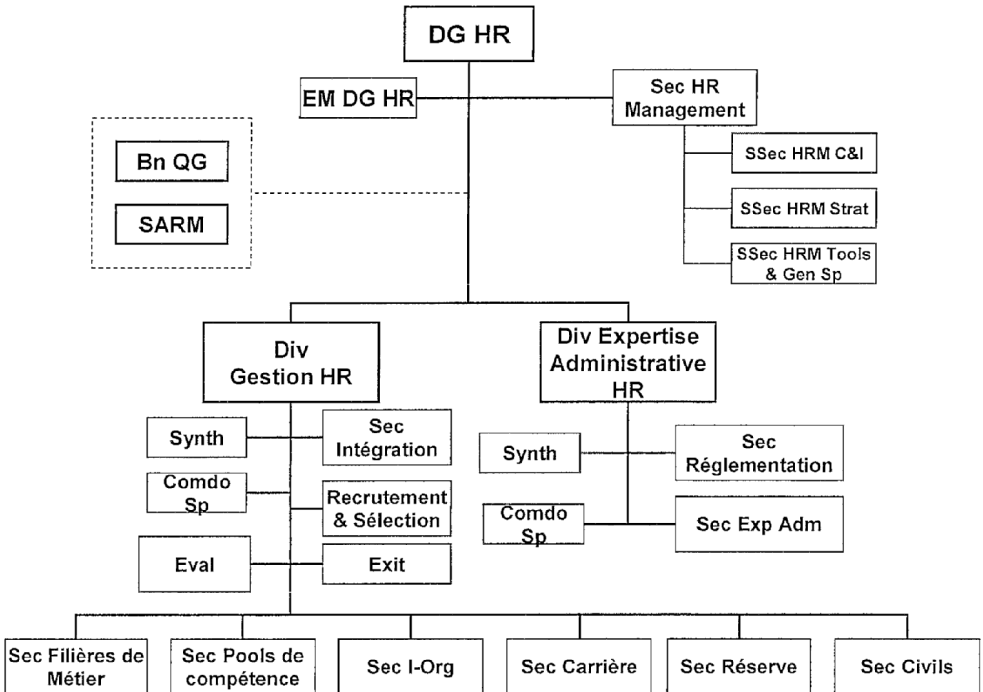 DG HR
EM DG HR
Sec HR
Management
Bn QG
SARM
SSec HRM C&I
SSec HRM Strat
SSec HRM Tools
& Gen Sp
Div
Gestion HR
Div Expertise
Administrative
HR
Synth
Sec
Intégration
Comdo
Sp
Recrutement
& Sélection
Eval
Exit
Synth
Sec
Réglementation
Comdo
Sp
Sec Exp Adm
Sec Filières de
Métier
Sec Pools de
compétence
Sec I-Org
Sec Carrière
Sec Réserve
Sec Civils